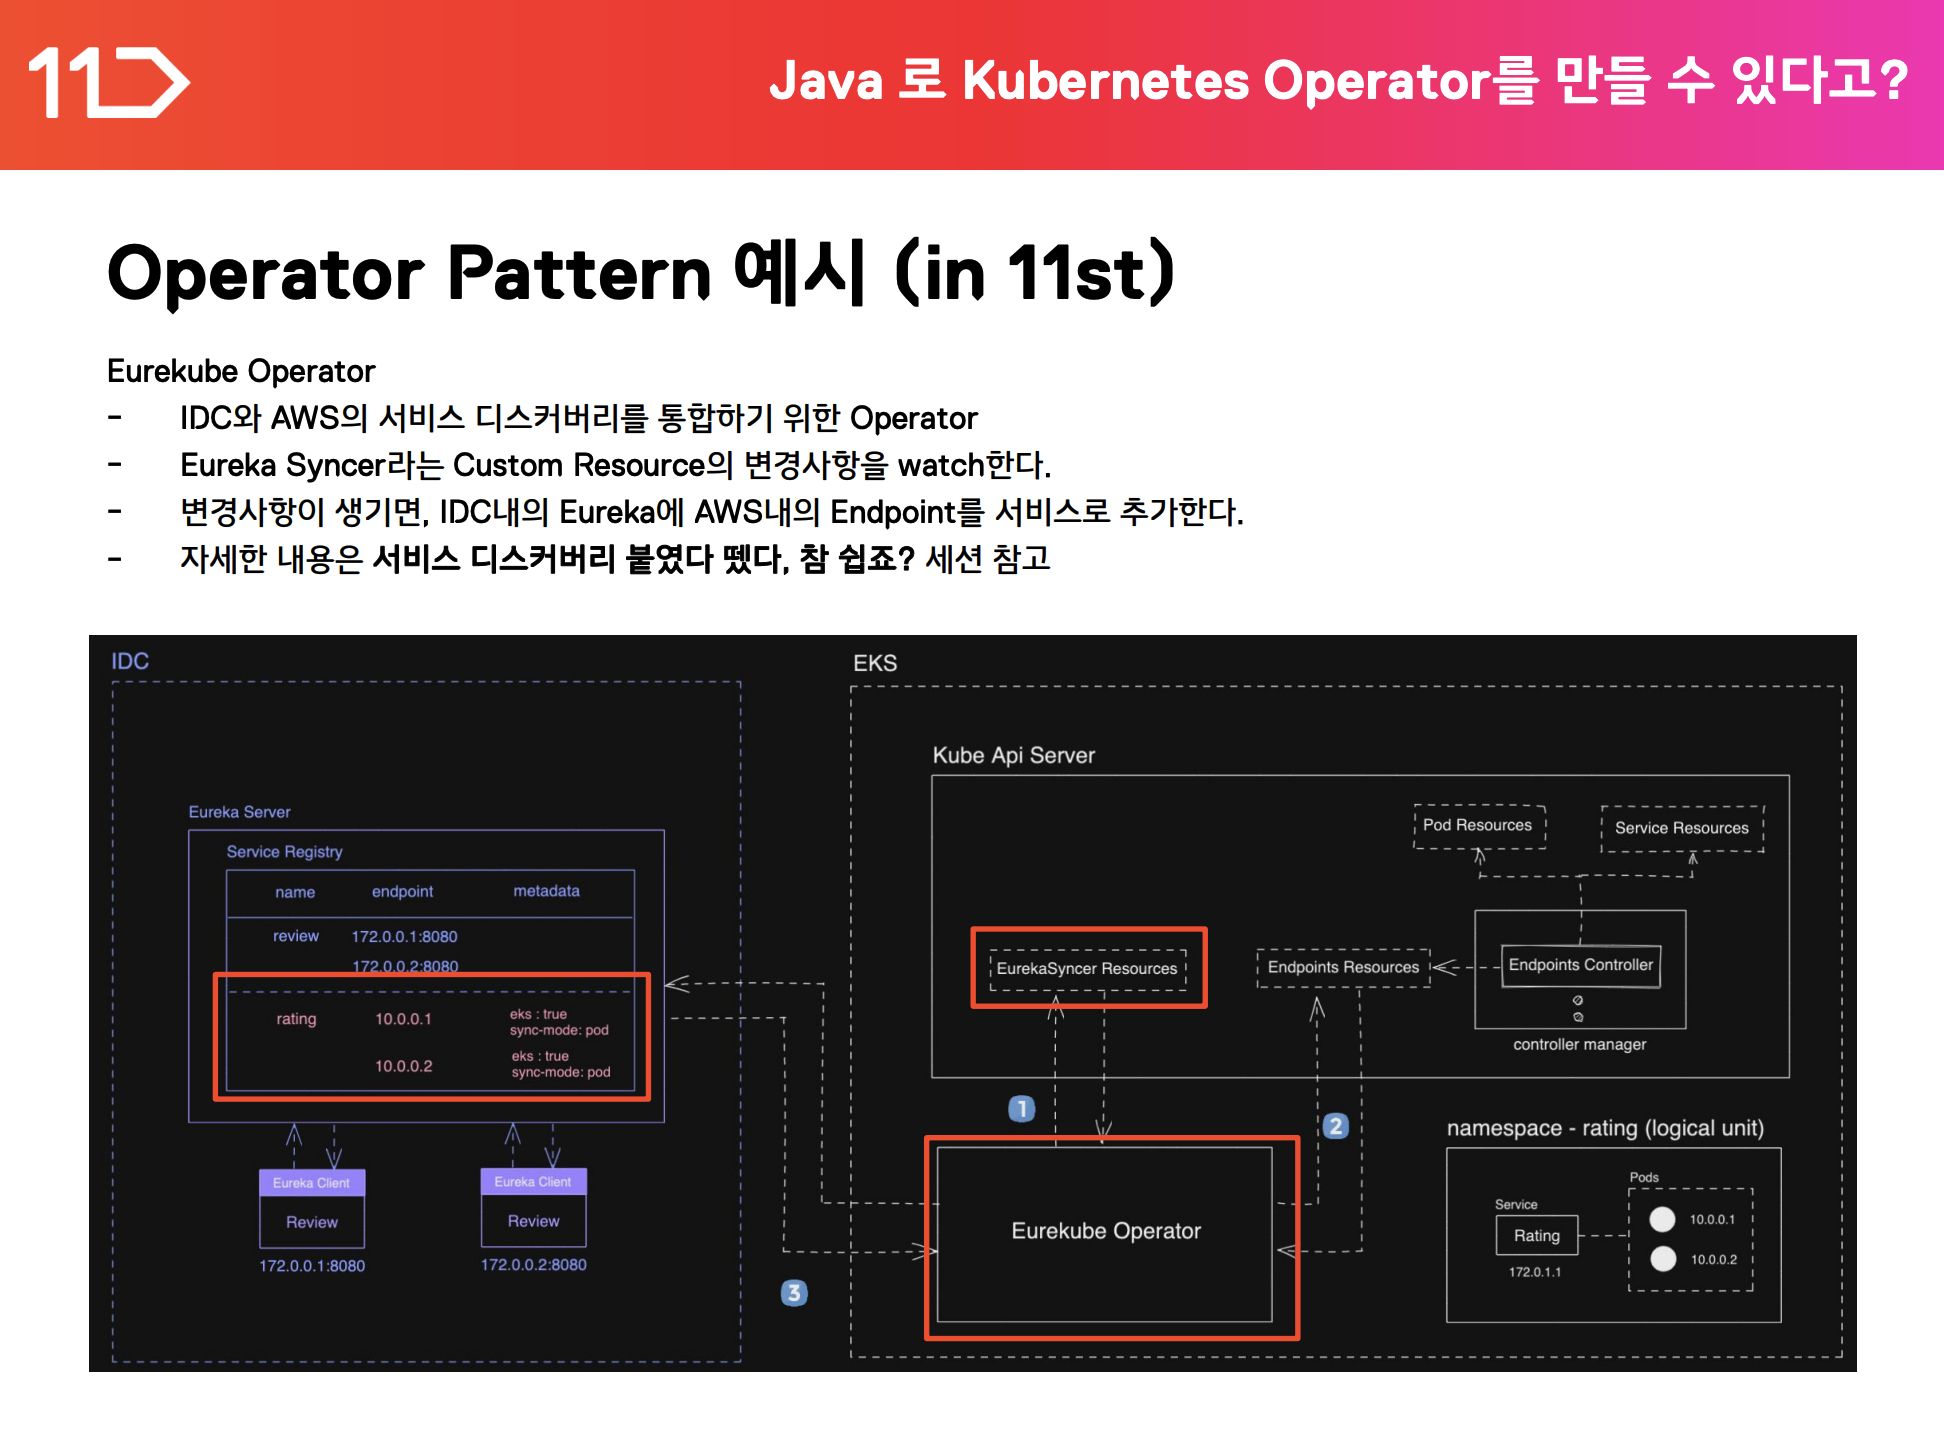 11
Java 로 Kubernetes Operator를 만들 수 있다고?
Operator Pattern 예시 (in 11st)
Eurekube Operator
- IDC와 AWS의 서비스 디스커버리를 통합하기 위한 Operator
- Eureka Syncer라는 Custom Resource의 변경사항을 watch한다.
- 변경사항이 생기면, IDC내의 Eureka에 AWS내의 Endpoint를 서비스로 추가한다.
- 자세한 내용은 서비스 디스커버리 붙였다 뗐다, 참 쉽죠? 세션 참고
IDC
Eureka Server
Service Registry
name endpoint metadata
review 172.0.0.1:8080
172.0.0.2:8080
rating 10.0.0.1 eks : true
sync-mode: pod
10.0.0.2 eks : true
sync-mode: pod
Eureka Client
Review
172.0.0.1:8080
Eureka Client
Review
172.0.0.2:8080
EKS
Kube Api Server
Pod Resources
Service Resources
EurekaSyncer Resources
Endpoints Resources
Endpoints Controller
controller manager
1
2
3
Eurekube Operator
namespace - rating (logical unit)
Service
Rating
172.0.1.1
Pods
10.0.0.1
10.0.0.2